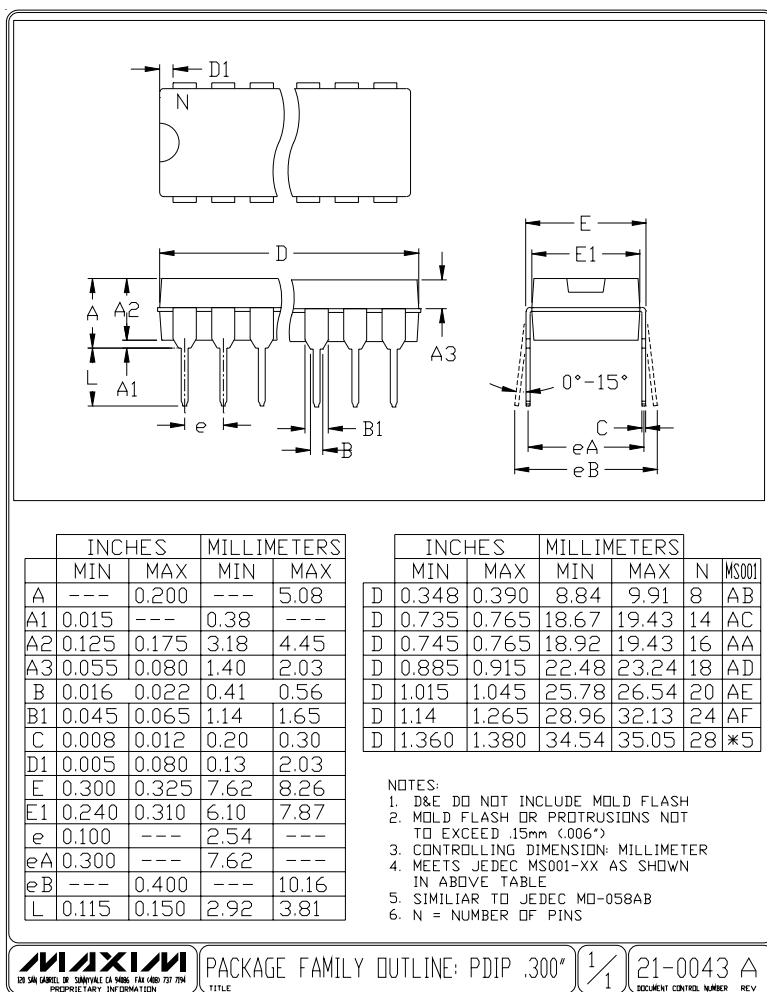 D1
N
D
E
E1
A
A2
A3
L
A1
0°-15°
e
B1
B
C
eA
eB
INCHES MILLIMETERS
MIN MAX MIN MAX
A --- 0.200 --- 5.08
A1 0.015 --- 0.38 ---
A2 0.125 0.175 3.18 4.45
A3 0.055 0.080 1.40 2.03
B 0.016 0.022 0.41 0.56
B1 0.045 0.065 1.14 1.65
C 0.008 0.012 0.20 0.30
D1 0.005 0.080 0.13 2.03
E 0.300 0.325 7.62 8.26
E1 0.240 0.310 6.10 7.87
e 0.100 --- 2.54 ---
eA 0.300 --- 7.62 ---
eB --- 0.400 --- 10.16
L 0.115 0.150 2.92 3.81
INCHES MILLIMETERS
MIN MAX MIN MAX N MS001
D 0.348 0.390 8.84 9.91 8 AB
D 0.735 0.765 18.67 19.43 14 AC
D 0.745 0.765 18.92 19.43 16 AA
D 0.885 0.915 22.48 23.24 18 AD
D 1.015 1.045 25.78 26.54 20 AE
D 1.14 1.265 28.96 32.13 24 AF
D 1.360 1.380 34.54 35.05 28 *5
NOTES:
1. D&E DO NOT INCLUDE MOLD FLASH
2. MOLD FLASH OR PROTRUSIONS NOT
TO EXCEED .15mm (.006")
3. CONTROLLING DIMENSION: MILLIMETER
4. MEETS JEDEC MS001-XX AS SHOWN
IN ABOVE TABLE
5. SIMILIAR TO JEDEC MO-058AB
6. N = NUMBER OF PINS
MAXIM
120 SAN GABRIEL DR SUNNYVALE CA 94086 FAX (408) 737 7194
PROPRIETARY INFORMATION
PACKAGE FAMILY OUTLINE: PDIP .300"
TITLE
1/1
21-0043 A
DOCUMENT CONTROL NUMBER REV